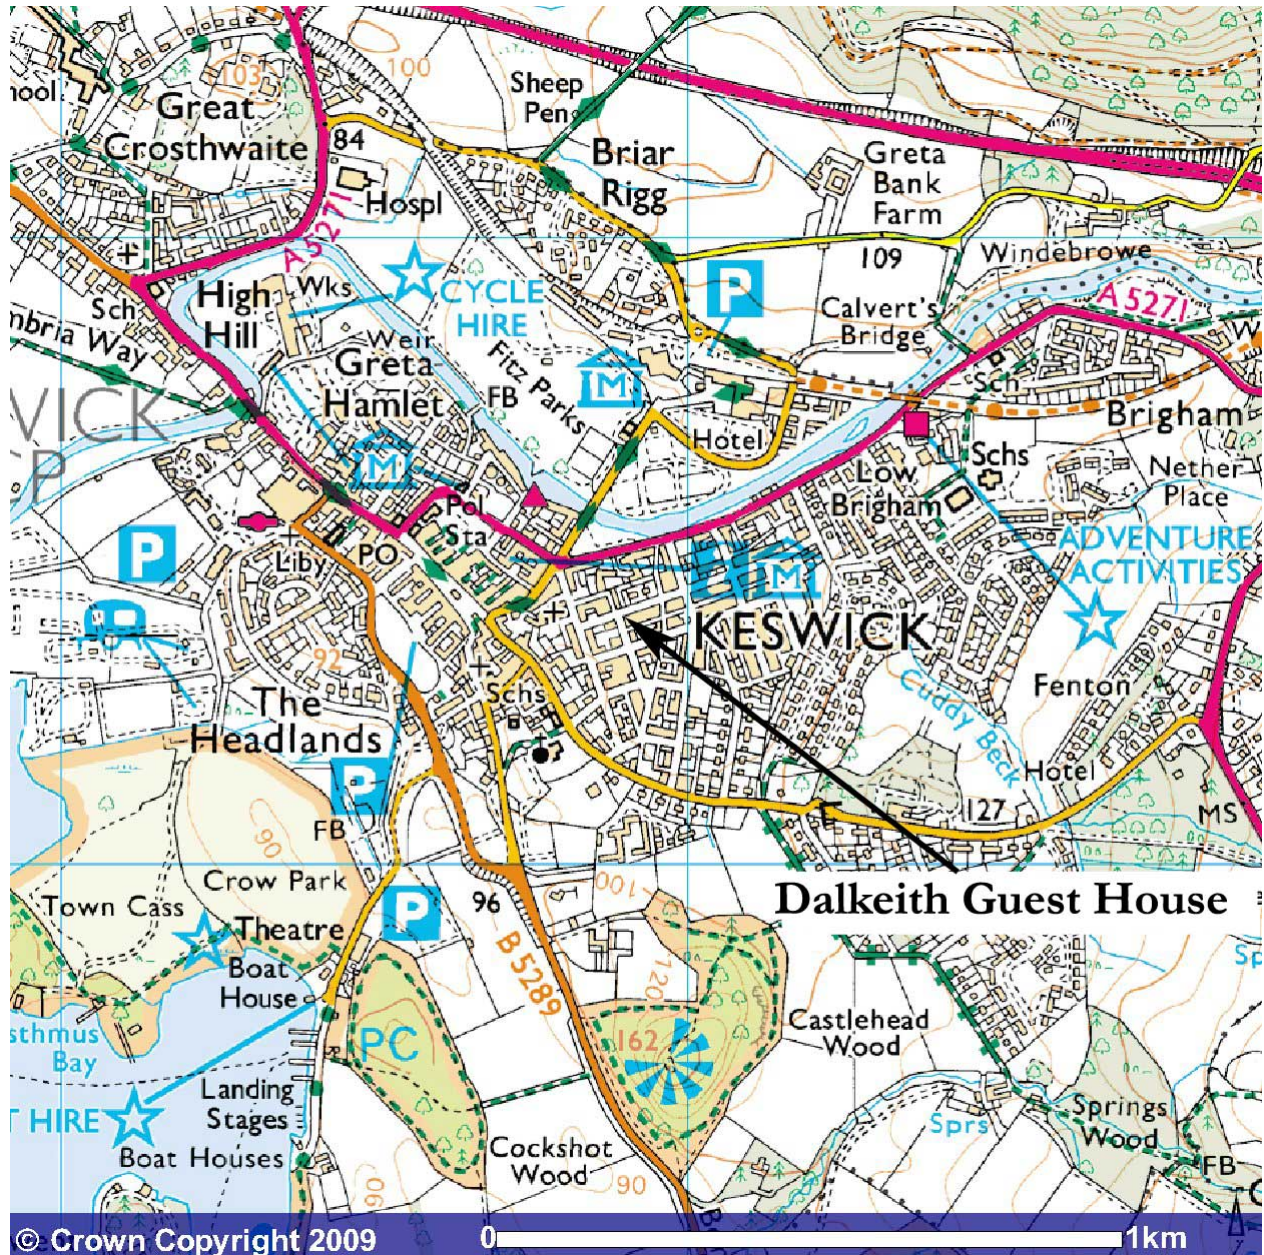 103
100
Sheep
Pen
Great
Crosthwaite
84
Briar
Rigg
Greta
Bank
Farm
Hospl
A 5271
109
Windebrowe
A 5271
Sch
High
Hill
Wks
CYCLE
HIRE
P
Calvert's
Bridge
Way
Weir
Greta
Hamlet
FB
Fitz Parks
M
Sch
Brigham
Hotel
M
Low
Brigham
Schs
Nether
Place
Pol
Sta
ADVENTURE
ACTIVITIES
P
Liby
PO
M
KESWICK
92
Schs
Cuddy Beck
Fenton
The
Headlands
Hotel
P
127
MS
FB
90
Crow Park
100
Dalkeith Guest House
Town Cass
Theatre
P
96
B 5289
Boat
House
120
Bay
PC
162
Castlehead
Wood
HIRE
Landing
Stages
Sprs
Springs
Wood
Boat Houses
Cockshot
Wood
90
90
FB
© Crown Copyright 2009
0
1km